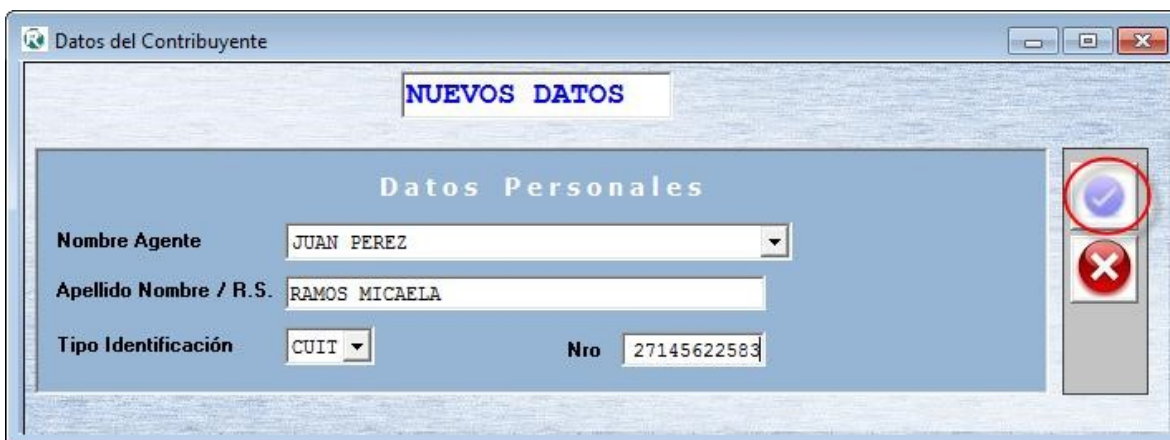 Datos del Contribuyente
NUEVOS DATOS
Datos Personales
Nombre Agente JUAN PEREZ
Apellido Nombre / R.S. RAMOS MICAELA
Tipo Identificación CUIT Nro 27145622583